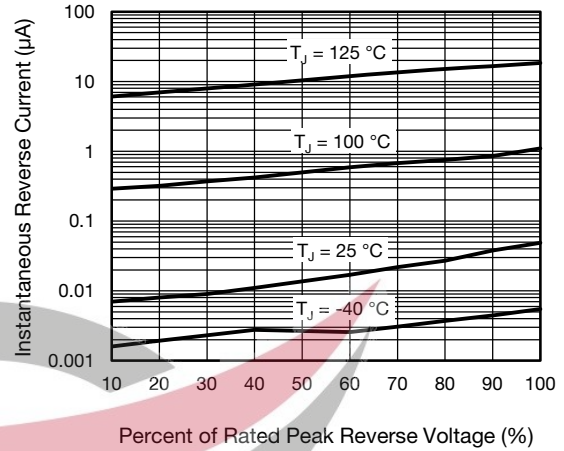 Instantaneous Reverse Current (µA)
100
10
1
0.1
0.01
0.001
T_J = 125 °C
T_J = 100 °C
T_J = 25 °C
T_J = -40 °C
10 20 30 40 50 60 70 80 90 100
Percent of Rated Peak Reverse Voltage (%)